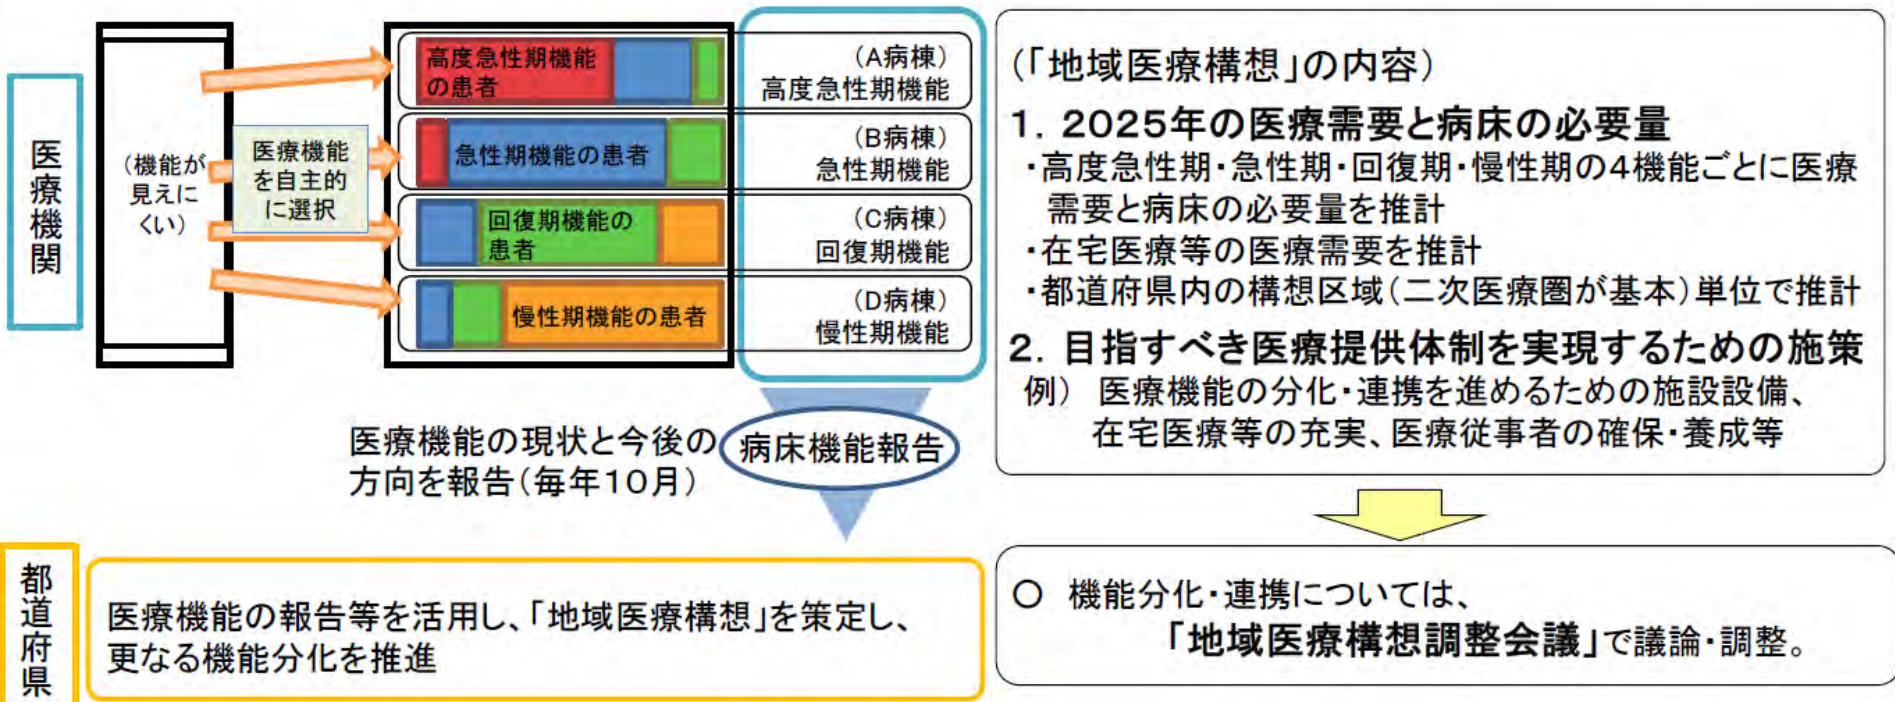 医療機関
(機能が
見えに
くい)
医療機能
を自主的
に選択
高度急性期機能
の患者
(A病棟)
高度急性期機能
急性期機能の患者
(B病棟)
急性期機能
回復期機能の
患者
(C病棟)
回復期機能
慢性期機能の患者
(D病棟)
慢性期機能
医療機能の現状と今後の
方向を報告(毎年10月)
病床機能報告
都道府県
医療機能の報告等を活用し、「地域医療構想」を策定し、
更なる機能分化を推進
(「地域医療構想」の内容)
1. 2025年の医療需要と病床の必要量
・高度急性期・急性期・回復期・慢性期の4機能ごとに医療
需要と病床の必要量を推計
・在宅医療等の医療需要を推計
・都道府県内の構想区域(二次医療圏が基本)単位で推計
2. 目指すべき医療提供体制を実現するための施策
例) 医療機能の分化・連携を進めるための施設設備、
在宅医療等の充実、医療従事者の確保・養成等
○ 機能分化・連携については、
「地域医療構想調整会議」で議論・調整。